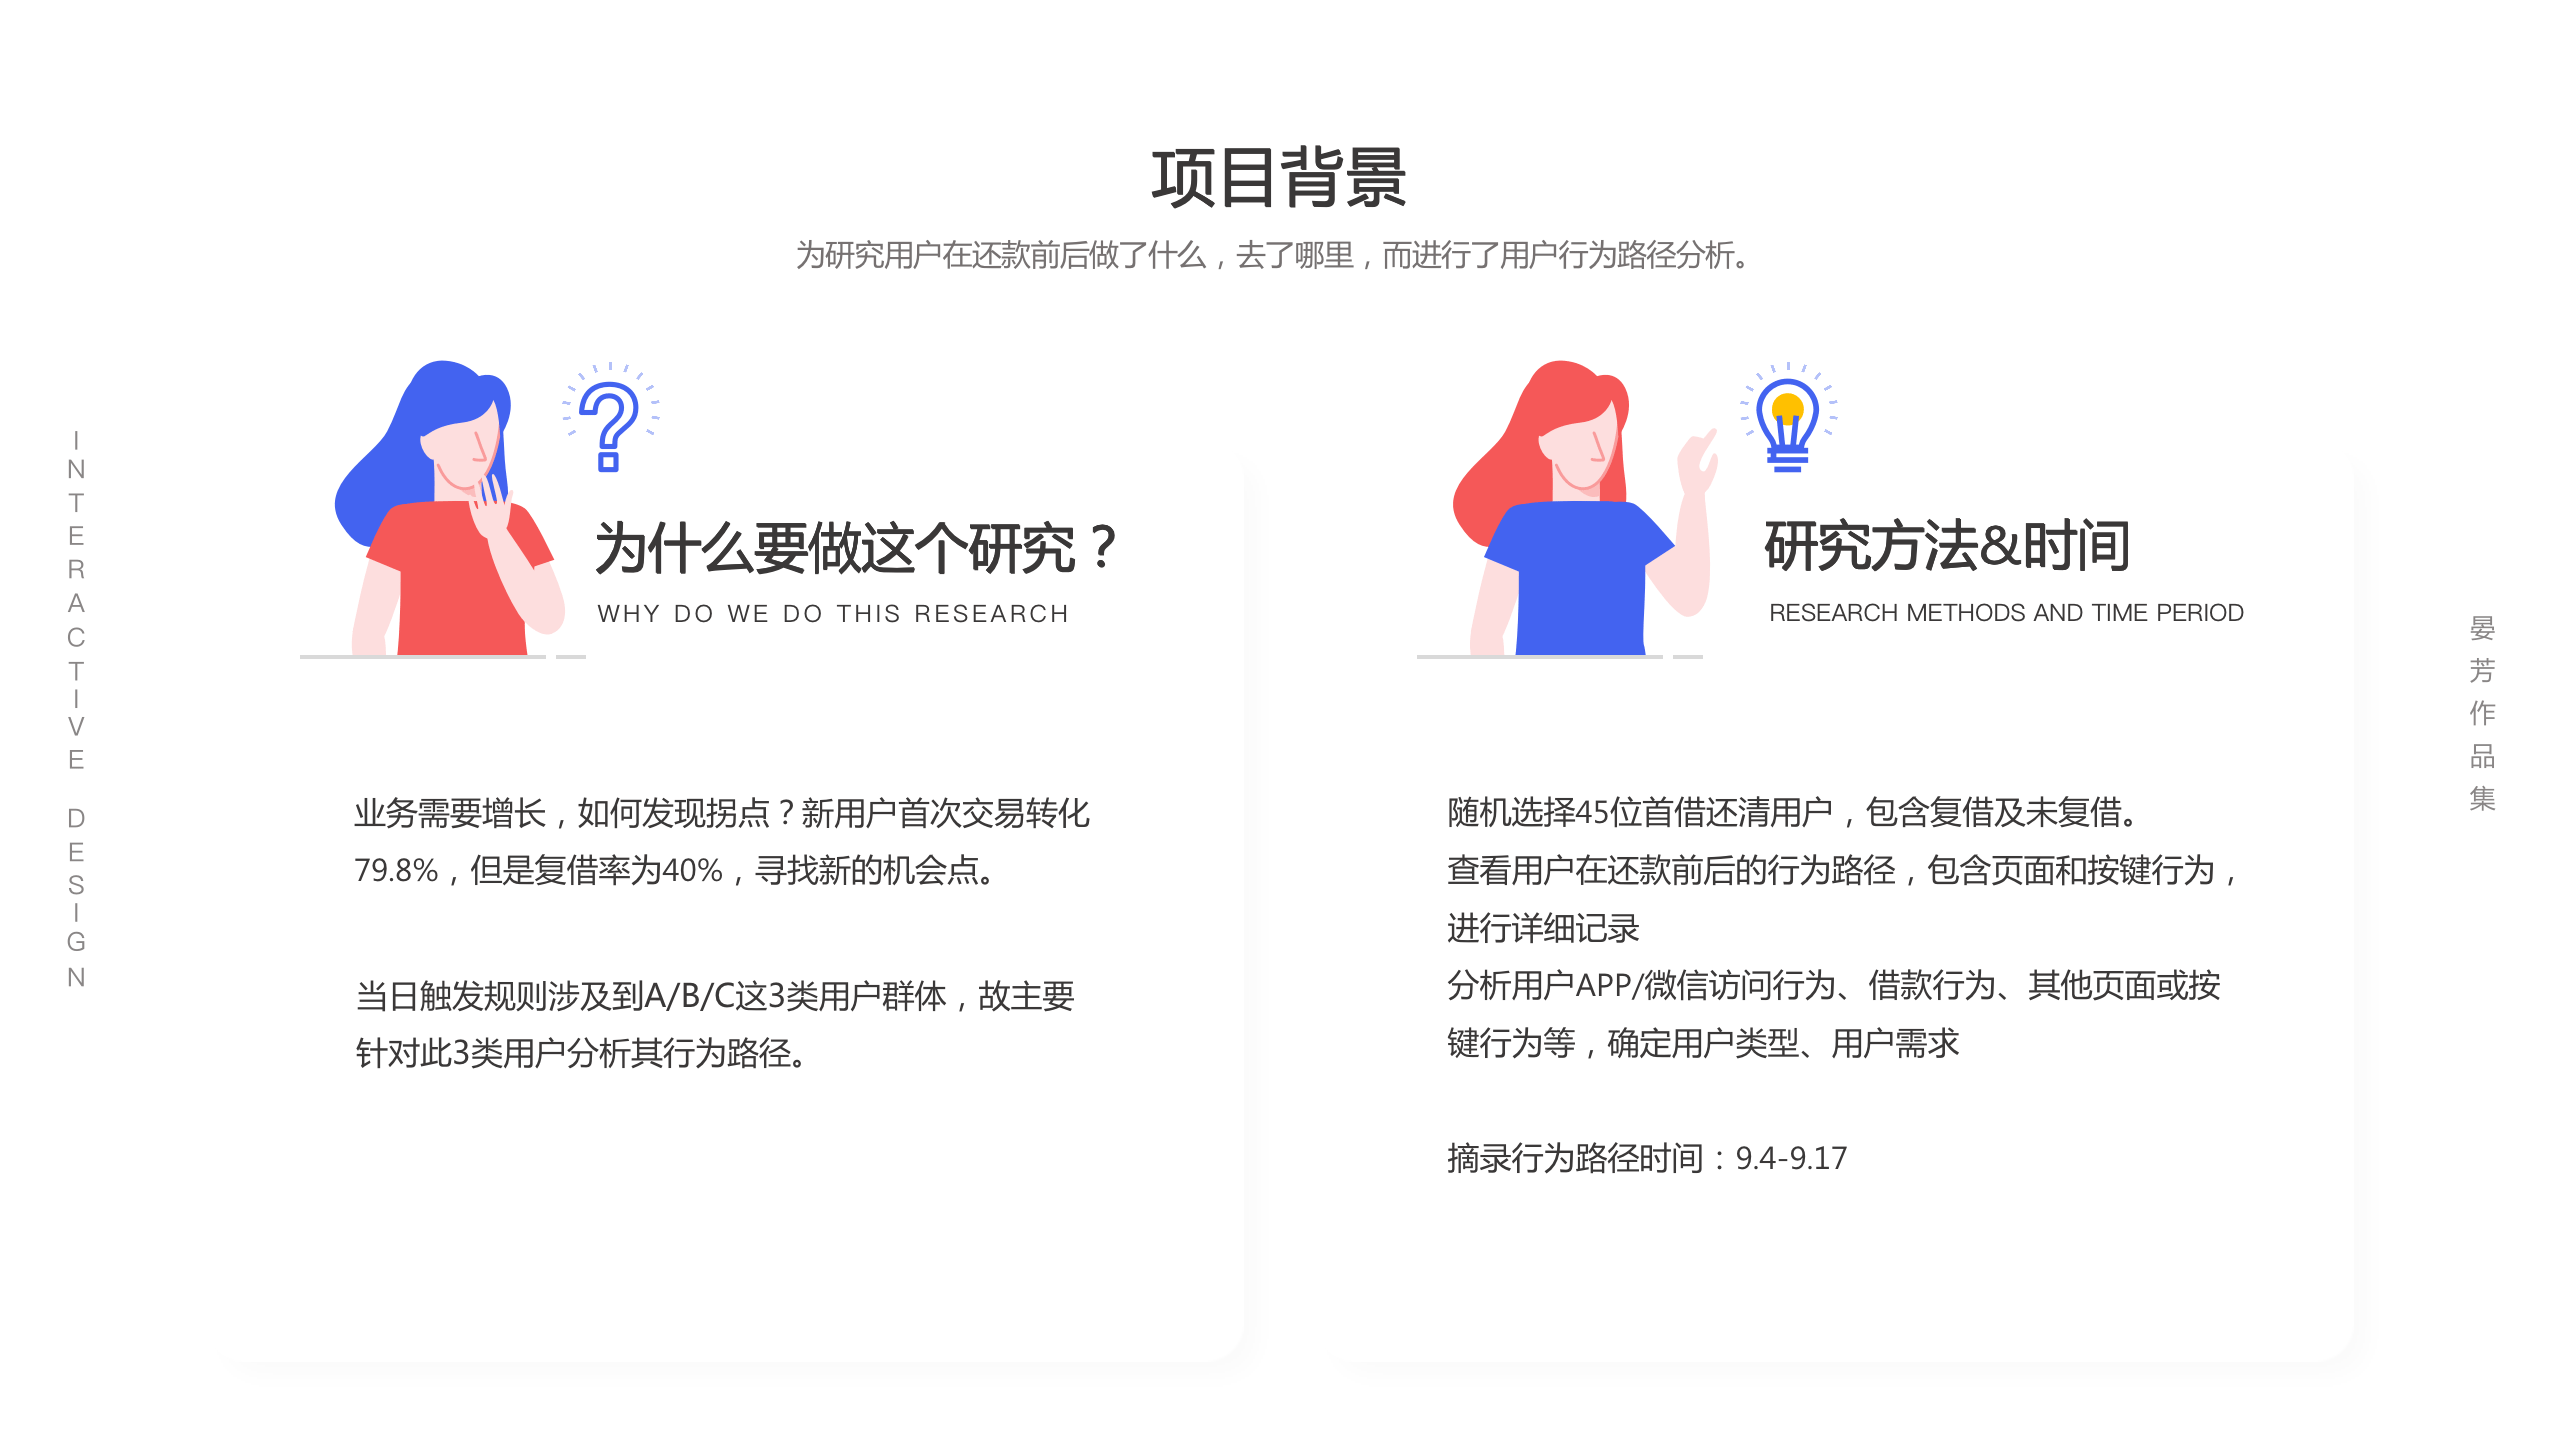 项目背景
为研究用户在还款前后做了什么，去了哪里，而进行了用户行为路径分析。
INTERACTIVE DESIGN
为什么要做这个研究？
WHY DO WE DO THIS RESEARCH
业务需要增长，如何发现拐点？新用户首次交易转化
79.8%，但是复借率为40%，寻找新的机会点。
当日触发规则涉及到A/B/C这3类用户群体，故主要
针对此3类用户分析其行为路径。
研究方法&时间
RESEARCH METHODS AND TIME PERIOD
随机选择45位首借还清用户，包含复借及未复借。
查看用户在还款前后的行为路径，包含页面和按键行为，
进行详细记录
分析用户APP/微信访问行为、借款行为、其他页面或按
键行为等，确定用户类型、用户需求
摘录行为路径时间：9.4-9.17
晏芳作品集